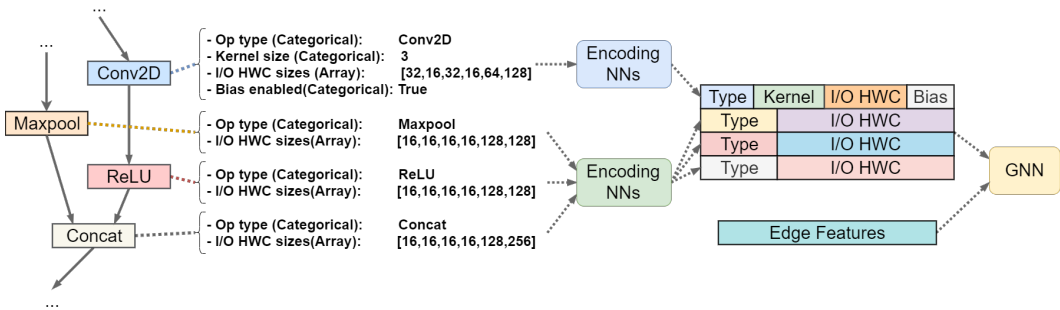 ...
...
Conv2D
Maxpool
ReLU
Concat
...
- Op type (Categorical): Conv2D
- Kernel size (Categorical): 3
- I/O HWC sizes (Array): [32,16,32,16,64,128]
- Bias enabled(Categorical): True
- Op type (Categorical): Maxpool
- I/O HWC sizes(Array): [16,16,16,16,128,128]
- Op type (Categorical): ReLU
- I/O HWC sizes(Array): [16,16,16,16,128,128]
- Op type (Categorical): Concat
- I/O HWC sizes(Array): [16,16,16,16,128,256]
Encoding
NNs
Encoding
NNs
Type Kernel I/O HWC Bias
Type I/O HWC
Type I/O HWC
Type I/O HWC
Edge Features
GNN